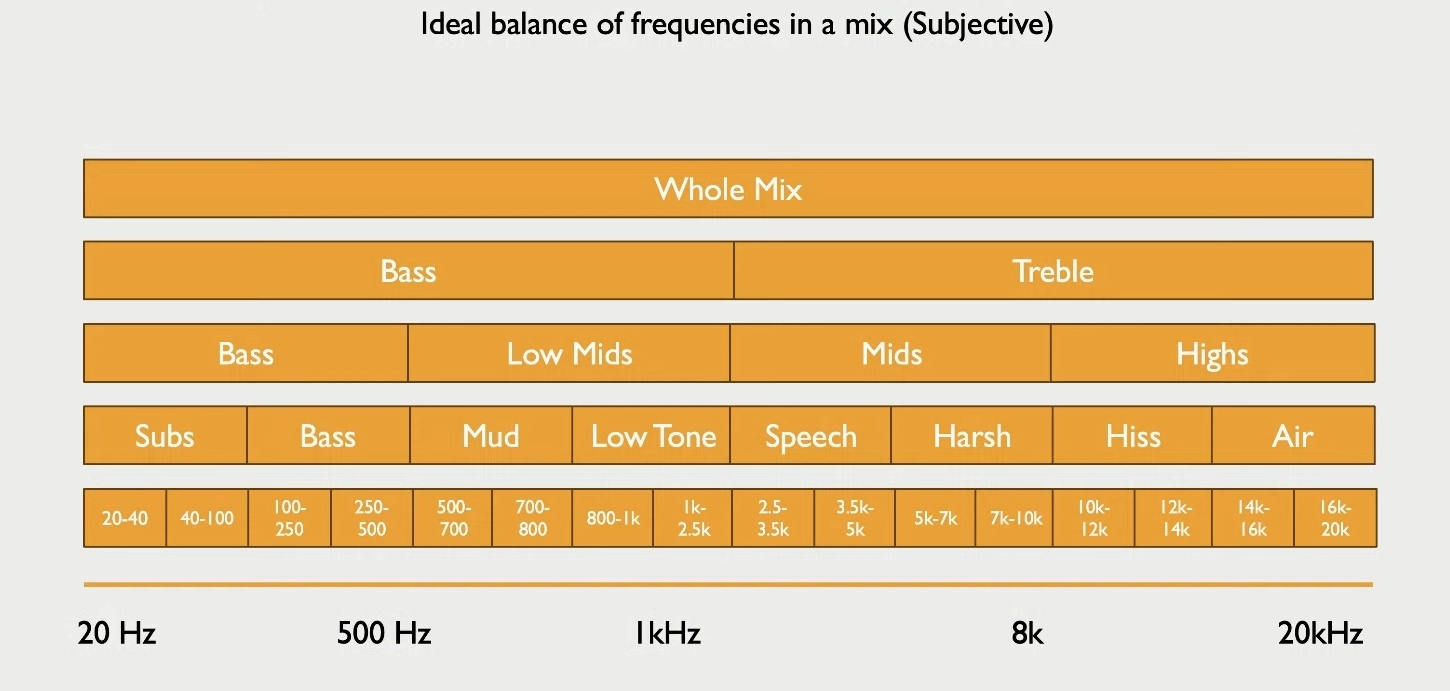 Ideal balance of frequencies in a mix (Subjective)
Whole Mix
Bass Treble
Bass Low Mids Mids Highs
Subs Bass Mud Low Tone Speech Harsh Hiss Air
20-40 40-100 100-250 250-500 500-700 700-800 800-1k 1k-2.5k 2.5-3.5k 3.5k-5k 5k-7k 7k-10k 10k-12k 12k-14k 14k-16k 16k-20k
20 Hz 500 Hz 1kHz 8k 20kHz